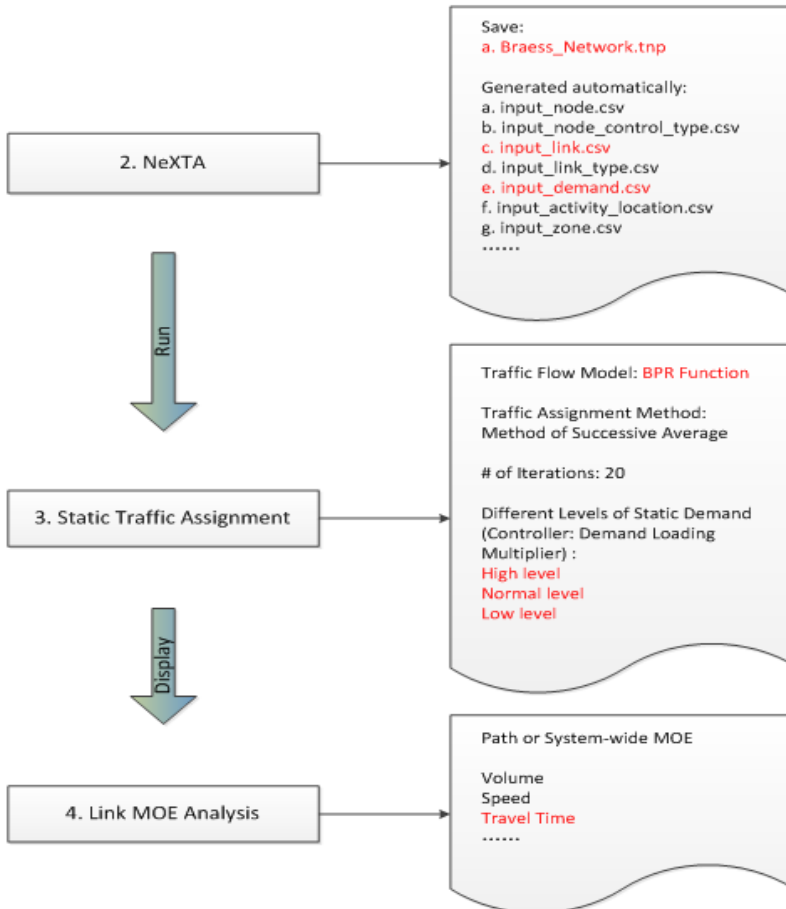 Save:
a. Braess_Network.tnp
Generated automatically:
a. input_node.csv
b. input_node_control_type.csv
c. input_link.csv
d. input_link_type.csv
e. input_demand.csv
f. input_activity_location.csv
g. input_zone.csv
......
2. NeXTA
Run
Traffic Flow Model: BPR Function
Traffic Assignment Method:
Method of Successive Average
# of Iterations: 20
Different Levels of Static Demand
(Controller: Demand Loading
Multiplier) :
High level
Normal level
Low level
3. Static Traffic Assignment
Display
Path or System-wide MOE
Volume
Speed
Travel Time
......
4. Link MOE Analysis